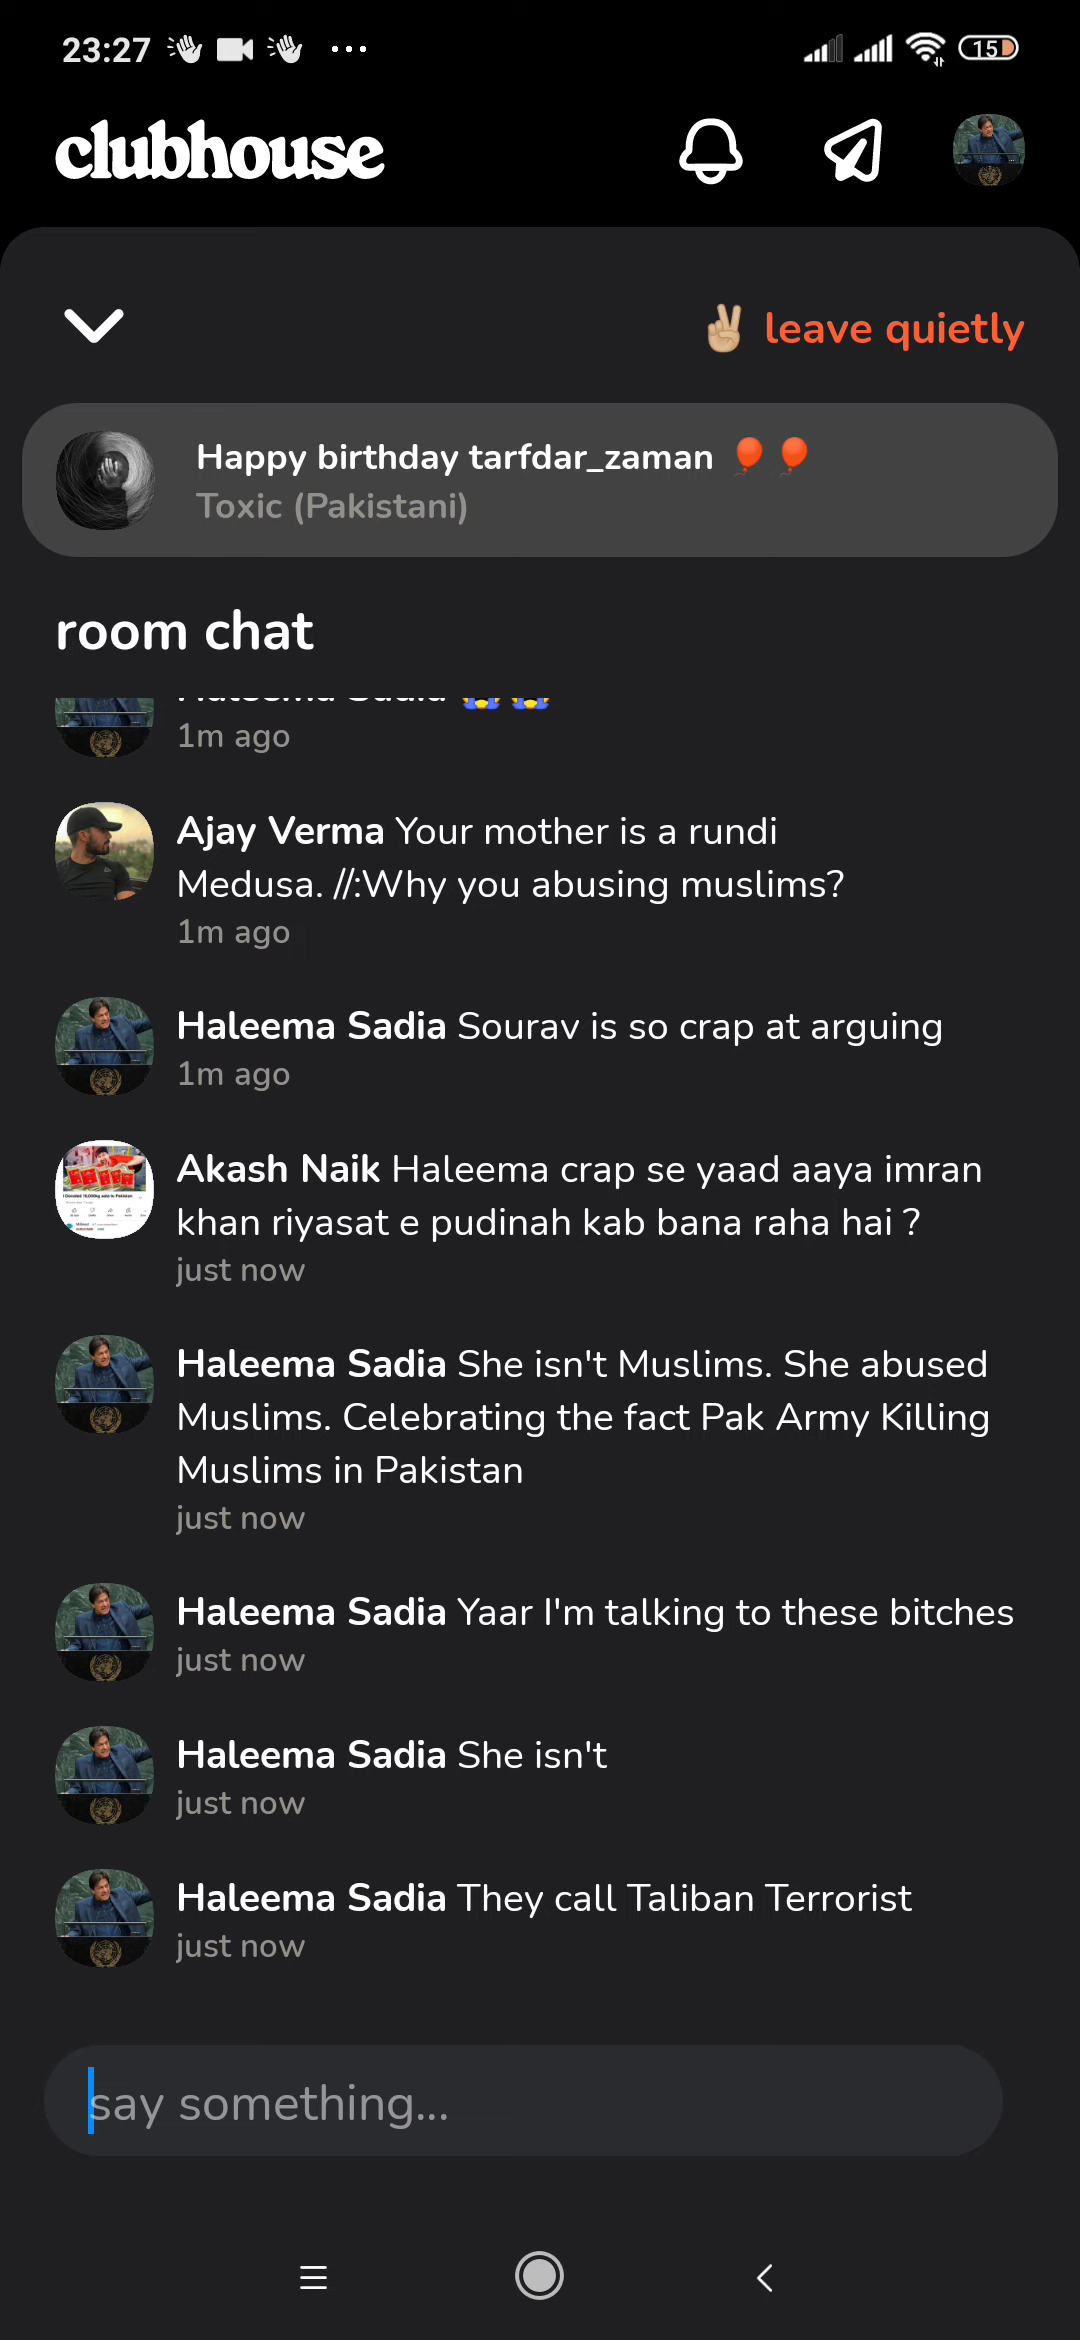 23:27
15
clubhouse
leave quietly
Happy birthday tarfdar_zaman
Toxic (Pakistani)
room chat
Haleema Sadia
1m ago
Ajay Verma Your mother is a rundi
Medusa. //:Why you abusing muslims?
1m ago
Haleema Sadia Sourav is so crap at arguing
1m ago
Akash Naik Haleema crap se yaad aaya imran
khan riyasat e pudinah kab bana raha hai ?
just now
Haleema Sadia She isn't Muslims. She abused
Muslims. Celebrating the fact Pak Army Killing
Muslims in Pakistan
just now
Haleema Sadia Yaar I'm talking to these bitches
just now
Haleema Sadia She isn't
just now
Haleema Sadia They call Taliban Terrorist
just now
say something...